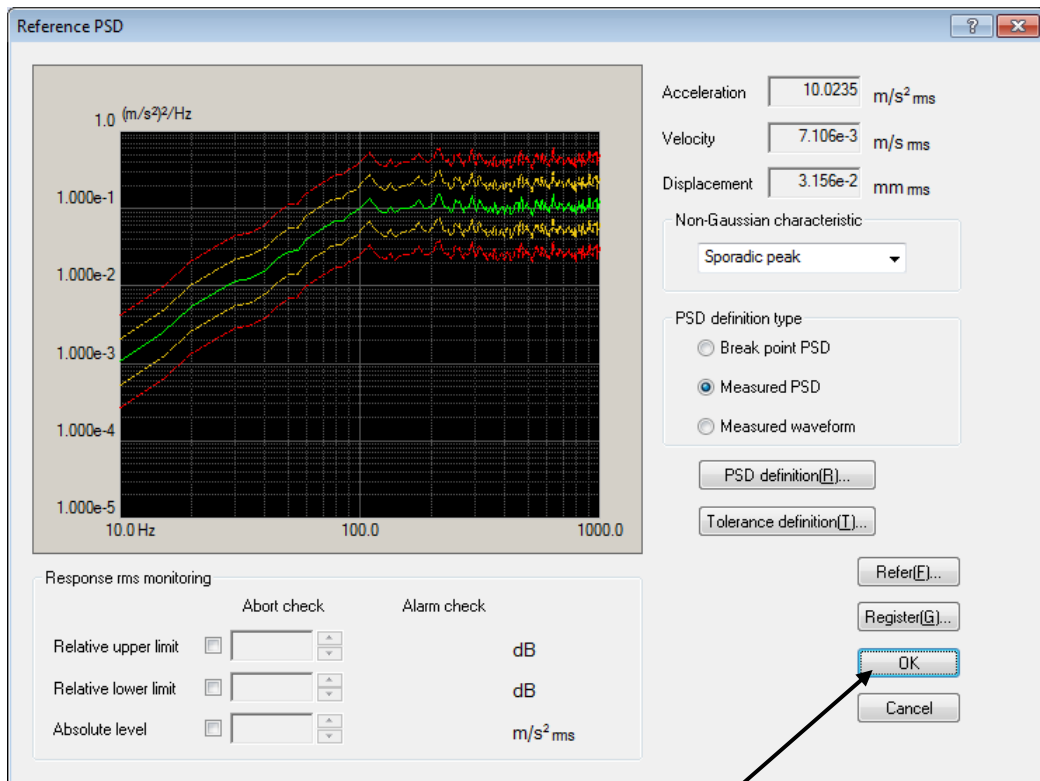 Reference PSD
1.0 (m/s²)²/Hz
1.000e-1
1.000e-2
1.000e-3
1.000e-4
1.000e-5
10.0 Hz 100.0 1000.0
Acceleration 10.0235 m/s² rms
Velocity 7.106e-3 m/s rms
Displacement 3.156e-2 mm rms
Non-Gaussian characteristic
Sporadic peak
PSD definition type
Break point PSD
Measured PSD
Measured waveform
PSD definition(R)...
Tolerance definition(T)...
Response rms monitoring
Abort check Alarm check
Relative upper limit dB
Relative lower limit dB
Absolute level m/s² rms
Refer(F)...
Register(G)...
OK
Cancel